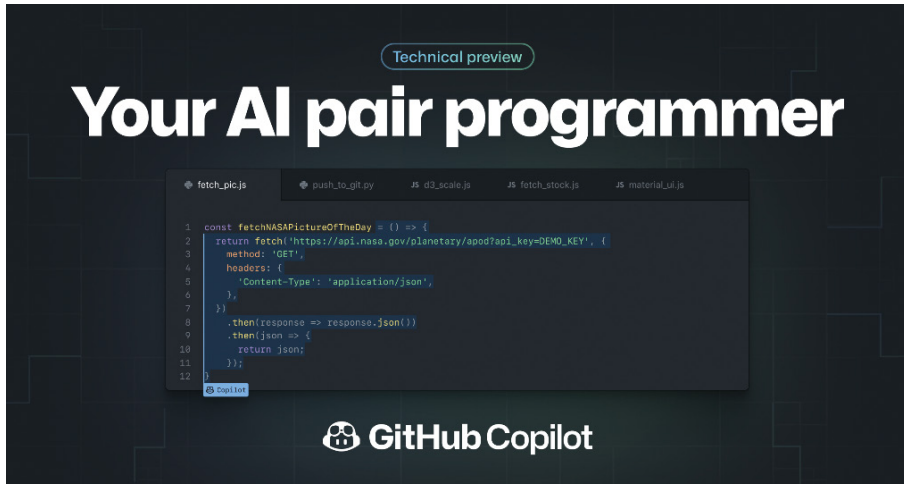 Technical preview
Your AI pair programmer
fetch_pic.js push_to_git.py JS d3_scale.js JS fetch_stock.js JS material_ui.js
1 const fetchNASAPictureOfTheDay = () => {
2 return fetch('https://api.nasa.gov/planetary/apod?api_key=DEMO_KEY', {
3 method: 'GET',
4 headers: {
5 'Content-Type': 'application/json',
6 },
7 })
8 .then(response => response.json())
9 .then(json => {
10 return json;
11 });
12 }
Copilot
GitHub Copilot